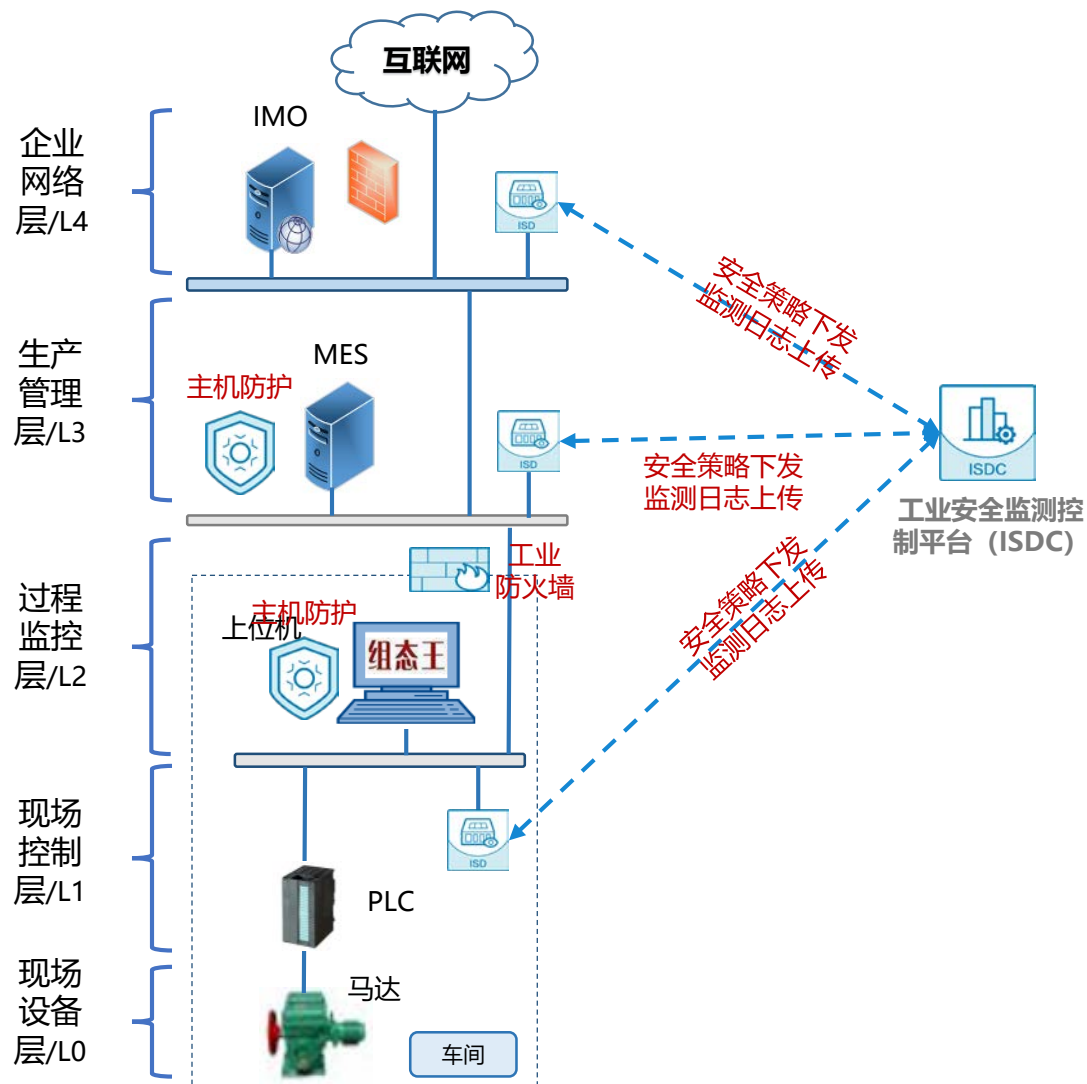 互联网
IMO
企业
网络
层/L4
ISD
安全策略下发
监测日志上传
MES
生产
管理
层/L3
主机防护
ISD
安全策略下发
监测日志上传
ISDC
工业安全监测控
制平台（ISDC）
工业
防火墙
过程
监控
层/L2
主机防护
上位机
组态王
安全策略下发
监测日志上传
现场
控制
层/L1
ISD
PLC
现场
设备
层/L0
马达
车间